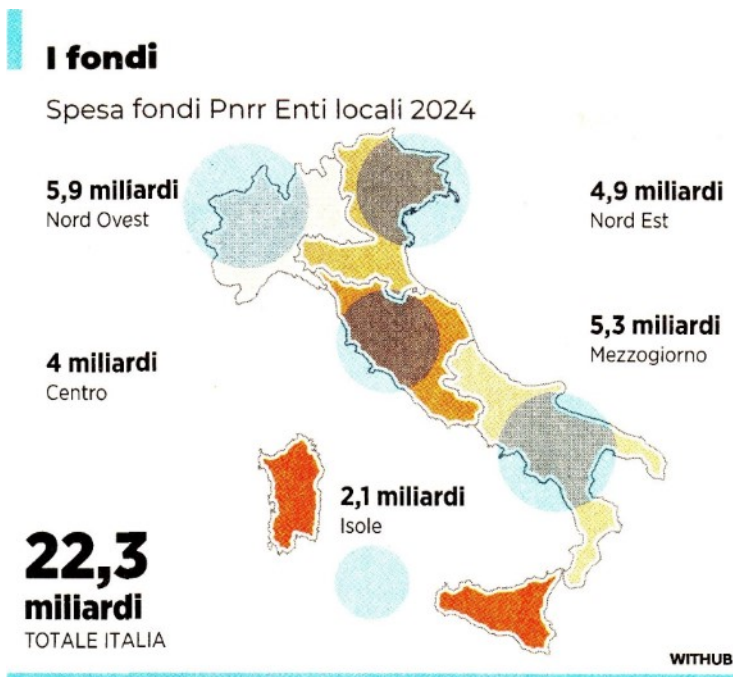 I fondi
Spesa fondi Pnrr Enti locali 2024
5,9 miliardi
Nord Ovest
4,9 miliardi
Nord Est
5,3 miliardi
Mezzogiorno
4 miliardi
Centro
2,1 miliardi
Isole
22,3
miliardi
TOTALE ITALIA
WITHUB